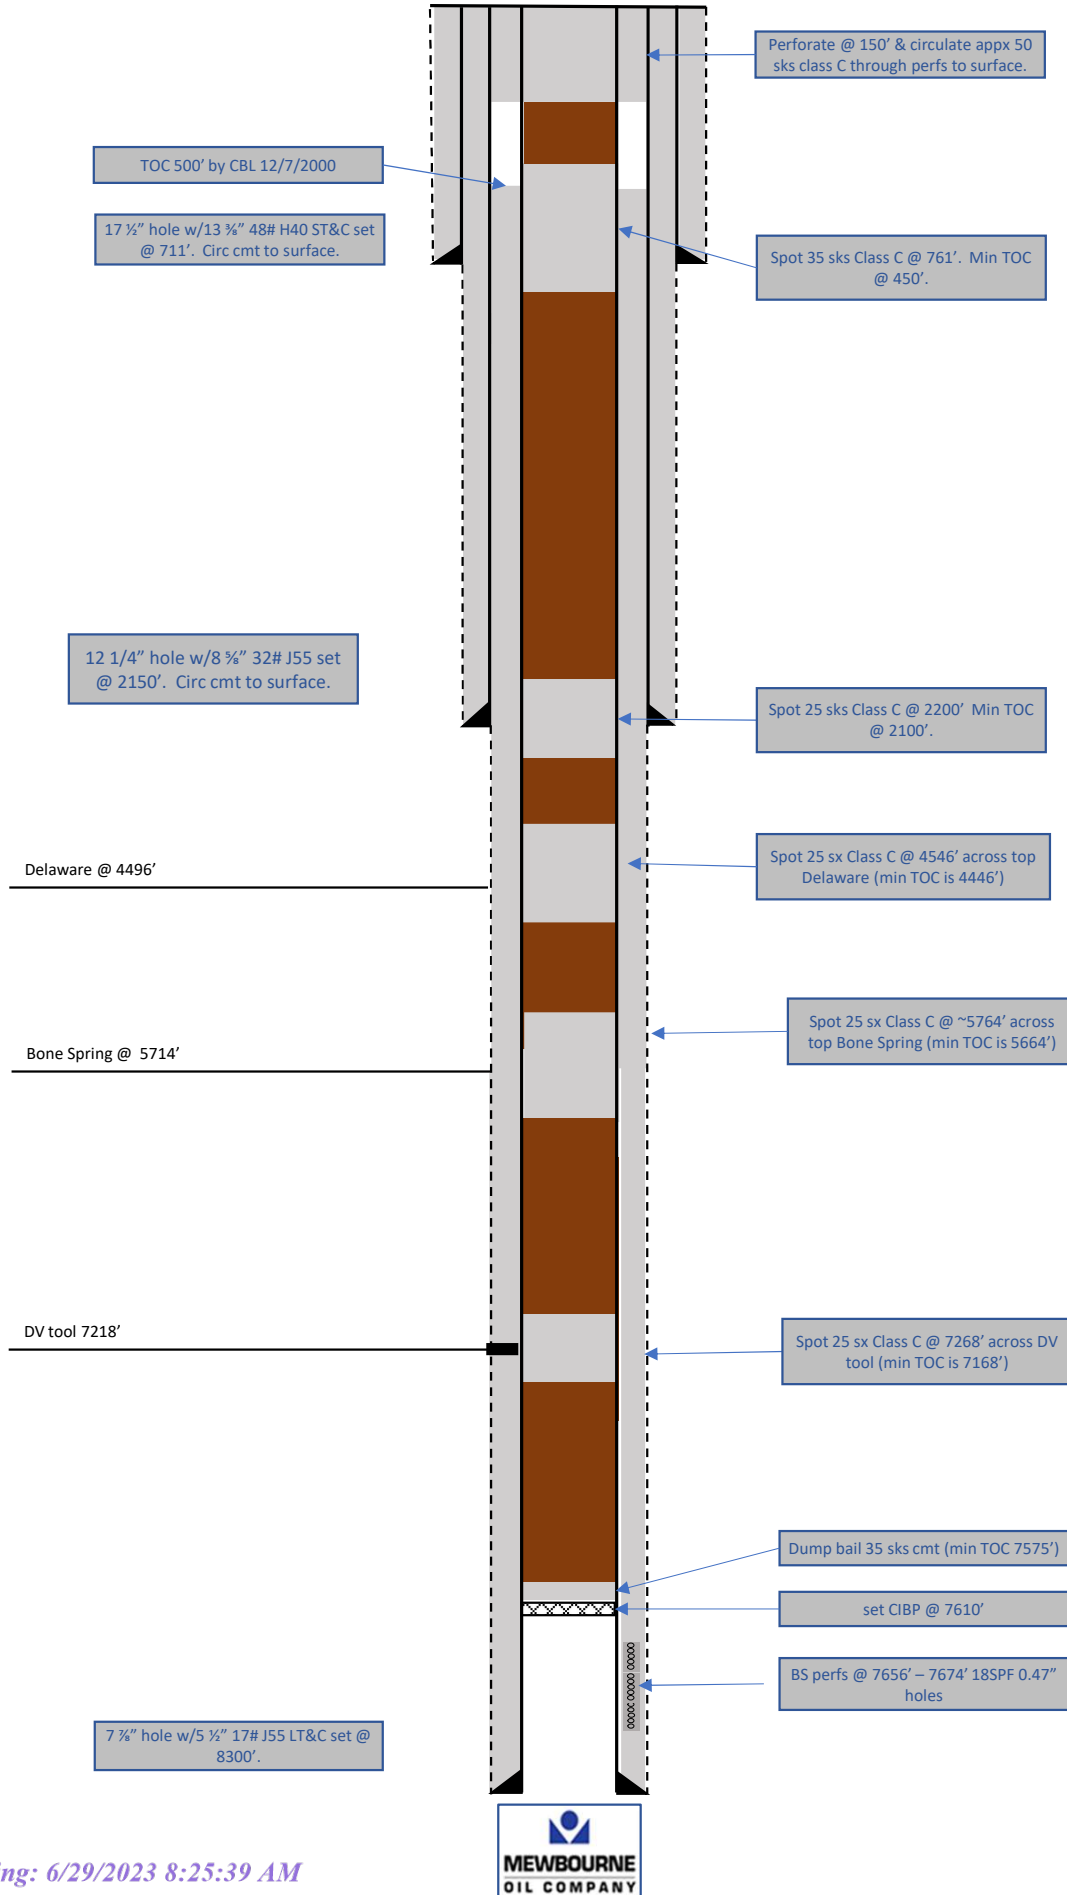 Perforate @ 150’ & circulate appx 50
sks class C through perfs to surface.
TOC 500’ by CBL 12/7/2000
17 ½” hole w/13 ⅜” 48# H40 ST&C set
@ 711’.  Circ cmt to surface.
Spot 35 sks Class C @ 761’.  Min TOC
@ 450’.
12 1/4” hole w/8 ⅝” 32# J55 set
@ 2150’.  Circ cmt to surface.
Spot 25 sks Class C @ 2200’  Min TOC
@ 2100’.
Delaware @ 4496’
Spot 25 sx Class C @ 4546’ across top
Delaware (min TOC is 4446’)
Spot 25 sx Class C @ ~5764’ across
top Bone Spring (min TOC is 5664’)
Bone Spring @  5714’
DV tool 7218’
Spot 25 sx Class C @ 7268’ across DV
tool (min TOC is 7168’)
Dump bail 35 sks cmt (min TOC 7575’)
set CIBP @ 7610’
BS perfs @ 7656’ – 7674’ 18SPF 0.47”
holes
7 ⅞” hole w/5 ½” 17# J55 LT&C set @
8300’.
MEWBOURNE
OIL COMPANY
ing: 6/29/2023 8:25:39 AM